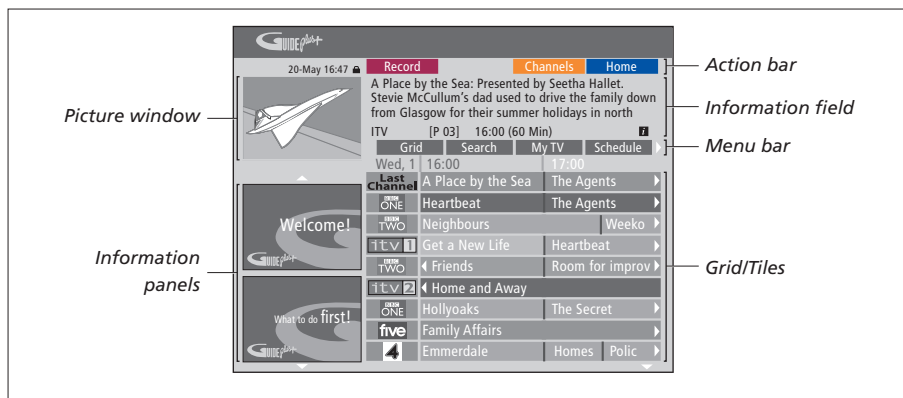 GUIDE plus+
20-May 16:47
Record
Channels
Home
Action bar
A Place by the Sea: Presented by Seetha Hallet.
Stevie McCullum's dad used to drive the family down
from Glasgow for their summer holidays in north
ITV [P 03] 16:00 (60 Min) i
Information field
Picture window
Grid Search My TV Schedule
Menu bar
Wed, 1 16:00 17:00
Last Channel A Place by the Sea The Agents
BBC ONE Heartbeat The Agents
BBC TWO Neighbours Weeko
itv 1 Get a New Life Heartbeat
BBC TWO Friends Room for improv
itv 2 Home and Away
BBC ONE Hollyoaks The Secret
five Family Affairs
4 Emmerdale Homes Polic
Grid/Tiles
Information
panels
Welcome!
GUIDE plus+
What to do first!
GUIDE plus+